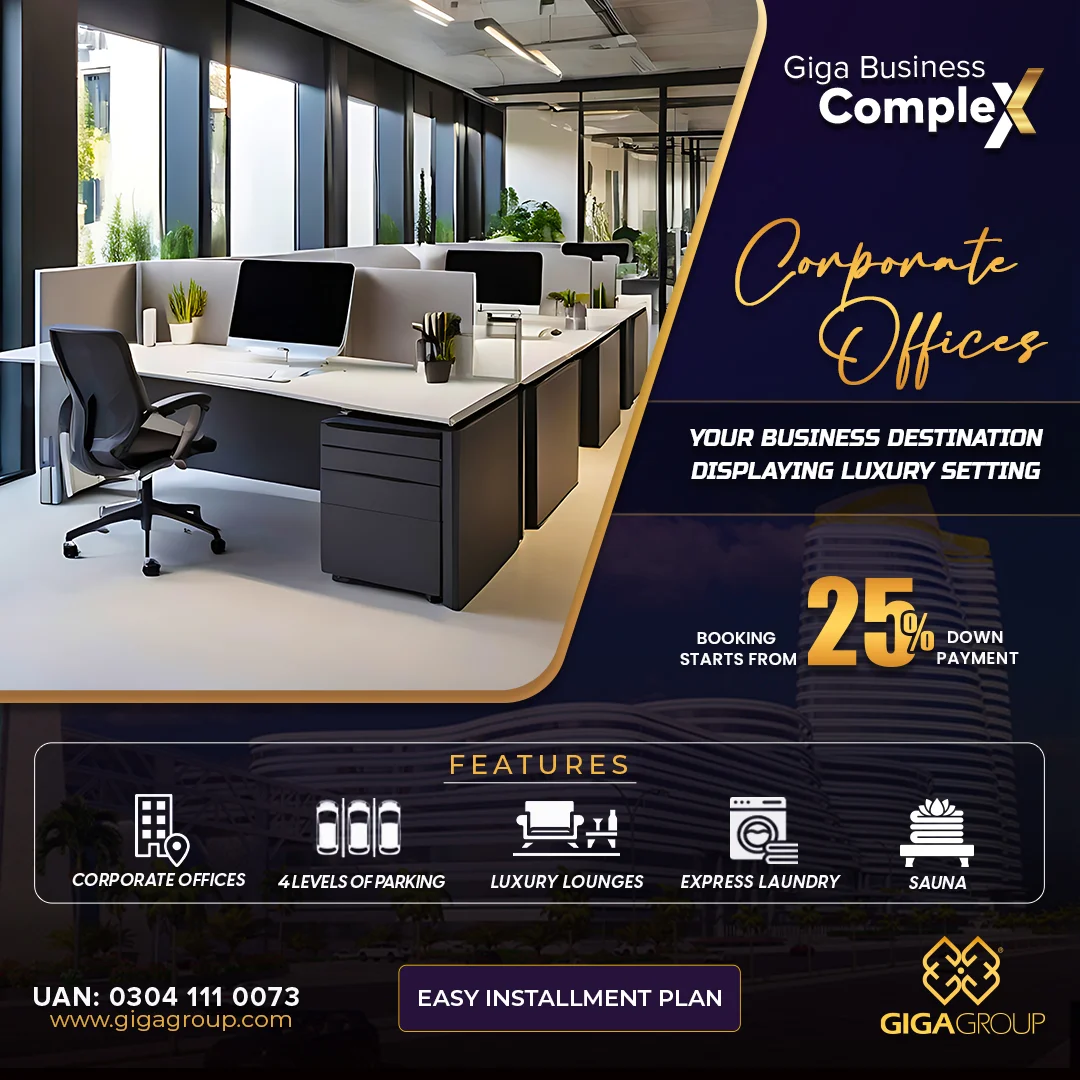 Giga Business
CompleX
Corporate
Offices
YOUR BUSINESS DESTINATION
DISPLAYING LUXURY SETTING
BOOKING
STARTS FROM
25%
DOWN
PAYMENT
FEATURES
CORPORATE OFFICES
4 LEVELS OF PARKING
LUXURY LOUNGES
EXPRESS LAUNDRY
SAUNA
UAN: 0304 111 0073
www.gigagroup.com
EASY INSTALLMENT PLAN
®
GIGAGROUP